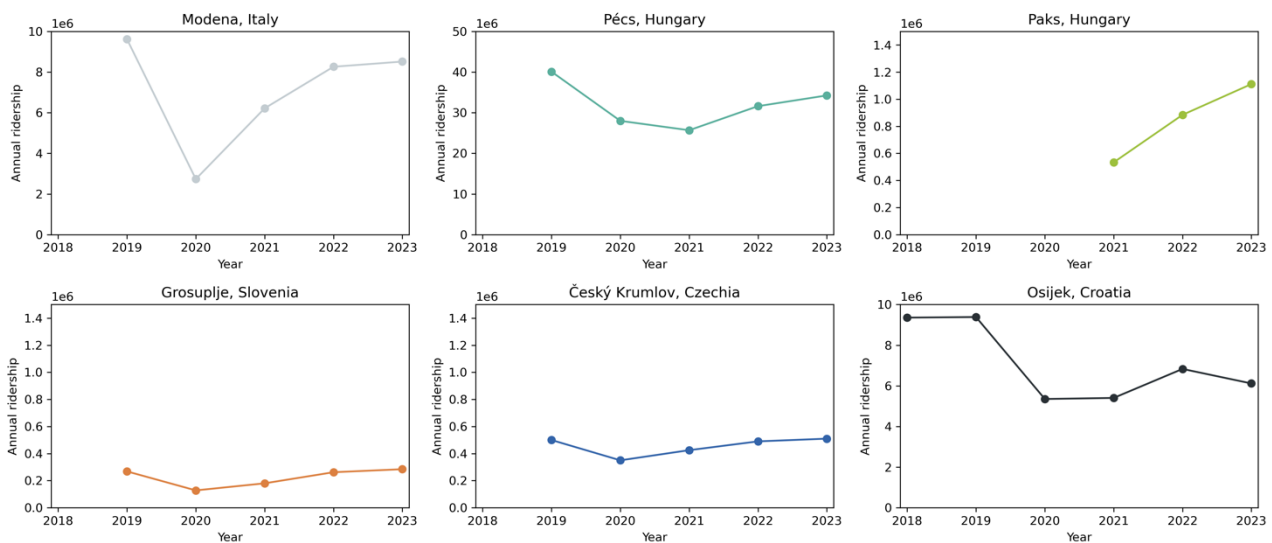 Modena, Italy
1e6
10
8
6
4
2
0
Annual ridership
2018 2019 2020 2021 2022 2023
Year
Pécs, Hungary
1e6
50
40
30
20
10
0
Annual ridership
2018 2019 2020 2021 2022 2023
Year
Paks, Hungary
1e6
1.4
1.2
1.0
0.8
0.6
0.4
0.2
0.0
Annual ridership
2018 2019 2020 2021 2022 2023
Year
Grosuplje, Slovenia
1e6
1.4
1.2
1.0
0.8
0.6
0.4
0.2
0.0
Annual ridership
2018 2019 2020 2021 2022 2023
Year
Český Krumlov, Czechia
1e6
1.4
1.2
1.0
0.8
0.6
0.4
0.2
0.0
Annual ridership
2018 2019 2020 2021 2022 2023
Year
Osijek, Croatia
1e6
10
8
6
4
2
0
Annual ridership
2018 2019 2020 2021 2022 2023
Year